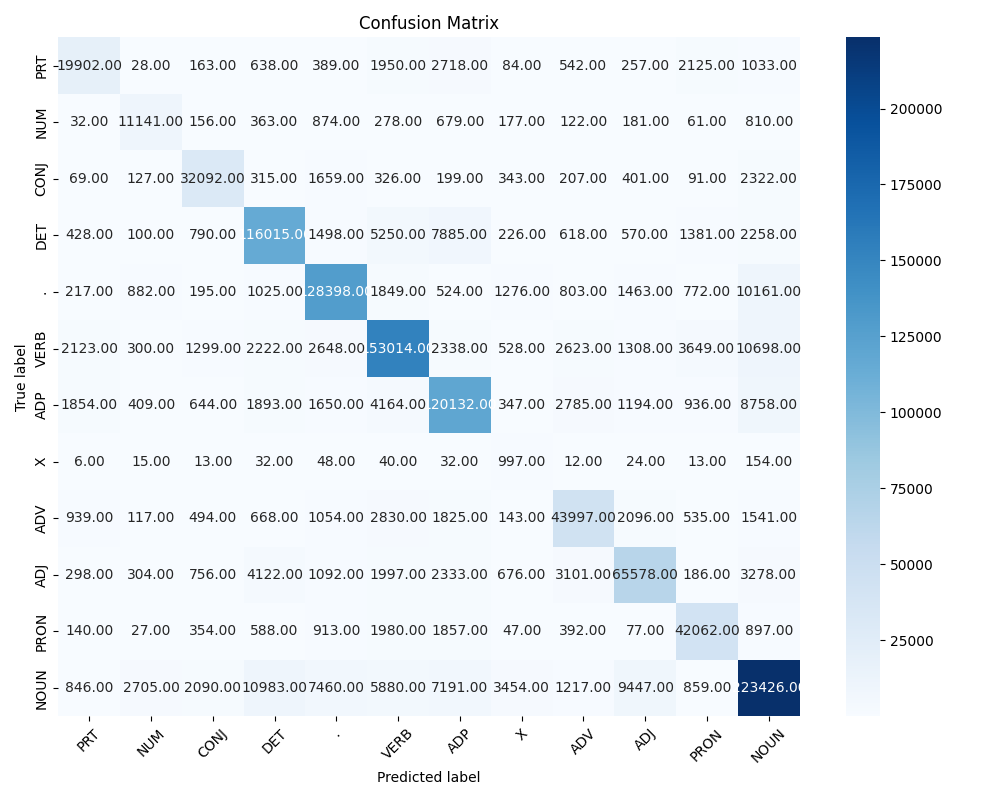 Confusion Matrix
PRT 19902.00 28.00 163.00 638.00 389.00 1950.00 2718.00 84.00 542.00 257.00 2125.00 1033.00
NUM 32.00 11141.00 156.00 363.00 874.00 278.00 679.00 177.00 122.00 181.00 61.00 810.00
CONJ 69.00 127.00 32092.00 315.00 1659.00 326.00 199.00 343.00 207.00 401.00 91.00 2322.00
DET 428.00 100.00 790.00 116015.00 1498.00 5250.00 7885.00 226.00 618.00 570.00 1381.00 2258.00
. 217.00 882.00 195.00 1025.00 128398.00 1849.00 524.00 1276.00 803.00 1463.00 772.00 10161.00
VERB 2123.00 300.00 1299.00 2222.00 2648.00 153014.00 2338.00 528.00 2623.00 1308.00 3649.00 10698.00
ADP 1854.00 409.00 644.00 1893.00 1650.00 4164.00 120132.00 347.00 2785.00 1194.00 936.00 8758.00
X 6.00 15.00 13.00 32.00 48.00 40.00 32.00 997.00 12.00 24.00 13.00 154.00
ADV 939.00 117.00 494.00 668.00 1054.00 2830.00 1825.00 143.00 43997.00 2096.00 535.00 1541.00
ADJ 298.00 304.00 756.00 4122.00 1092.00 1997.00 2333.00 676.00 3101.00 65578.00 186.00 3278.00
PRON 140.00 27.00 354.00 588.00 913.00 1980.00 1857.00 47.00 392.00 77.00 42062.00 897.00
NOUN 846.00 2705.00 2090.00 10983.00 7460.00 5880.00 7191.00 3454.00 1217.00 9447.00 859.00 223426.00
PRT NUM CONJ DET . VERB ADP X ADV ADJ PRON NOUN
Predicted label
True label
200000
175000
150000
125000
100000
75000
50000
25000